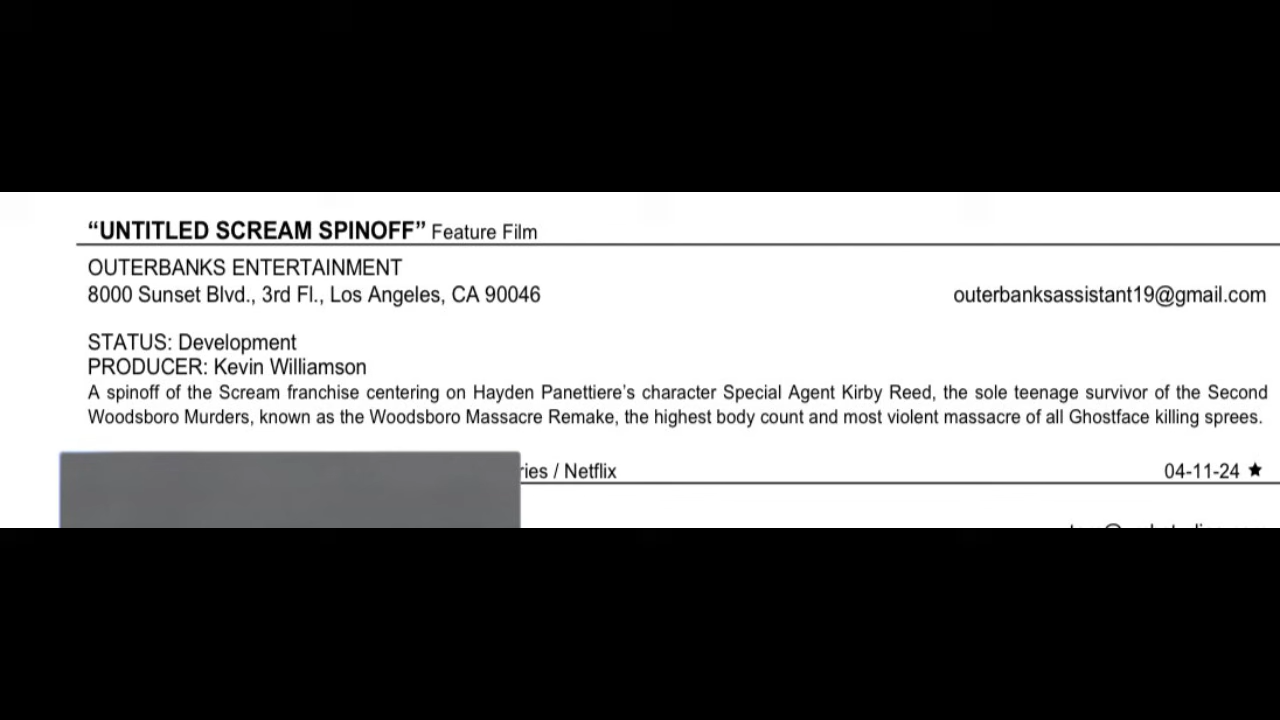 “UNTITLED SCREAM SPINOFF” Feature Film
OUTERBANKS ENTERTAINMENT
8000 Sunset Blvd., 3rd Fl., Los Angeles, CA 90046 outerbanksassistant19@gmail.com
STATUS: Development
PRODUCER: Kevin Williamson
A spinoff of the Scream franchise centering on Hayden Panettiere’s character Special Agent Kirby Reed, the sole teenage survivor of the Second
Woodsboro Murders, known as the Woodsboro Massacre Remake, the highest body count and most violent massacre of all Ghostface killing sprees.
ries / Netflix 04-11-24 ★